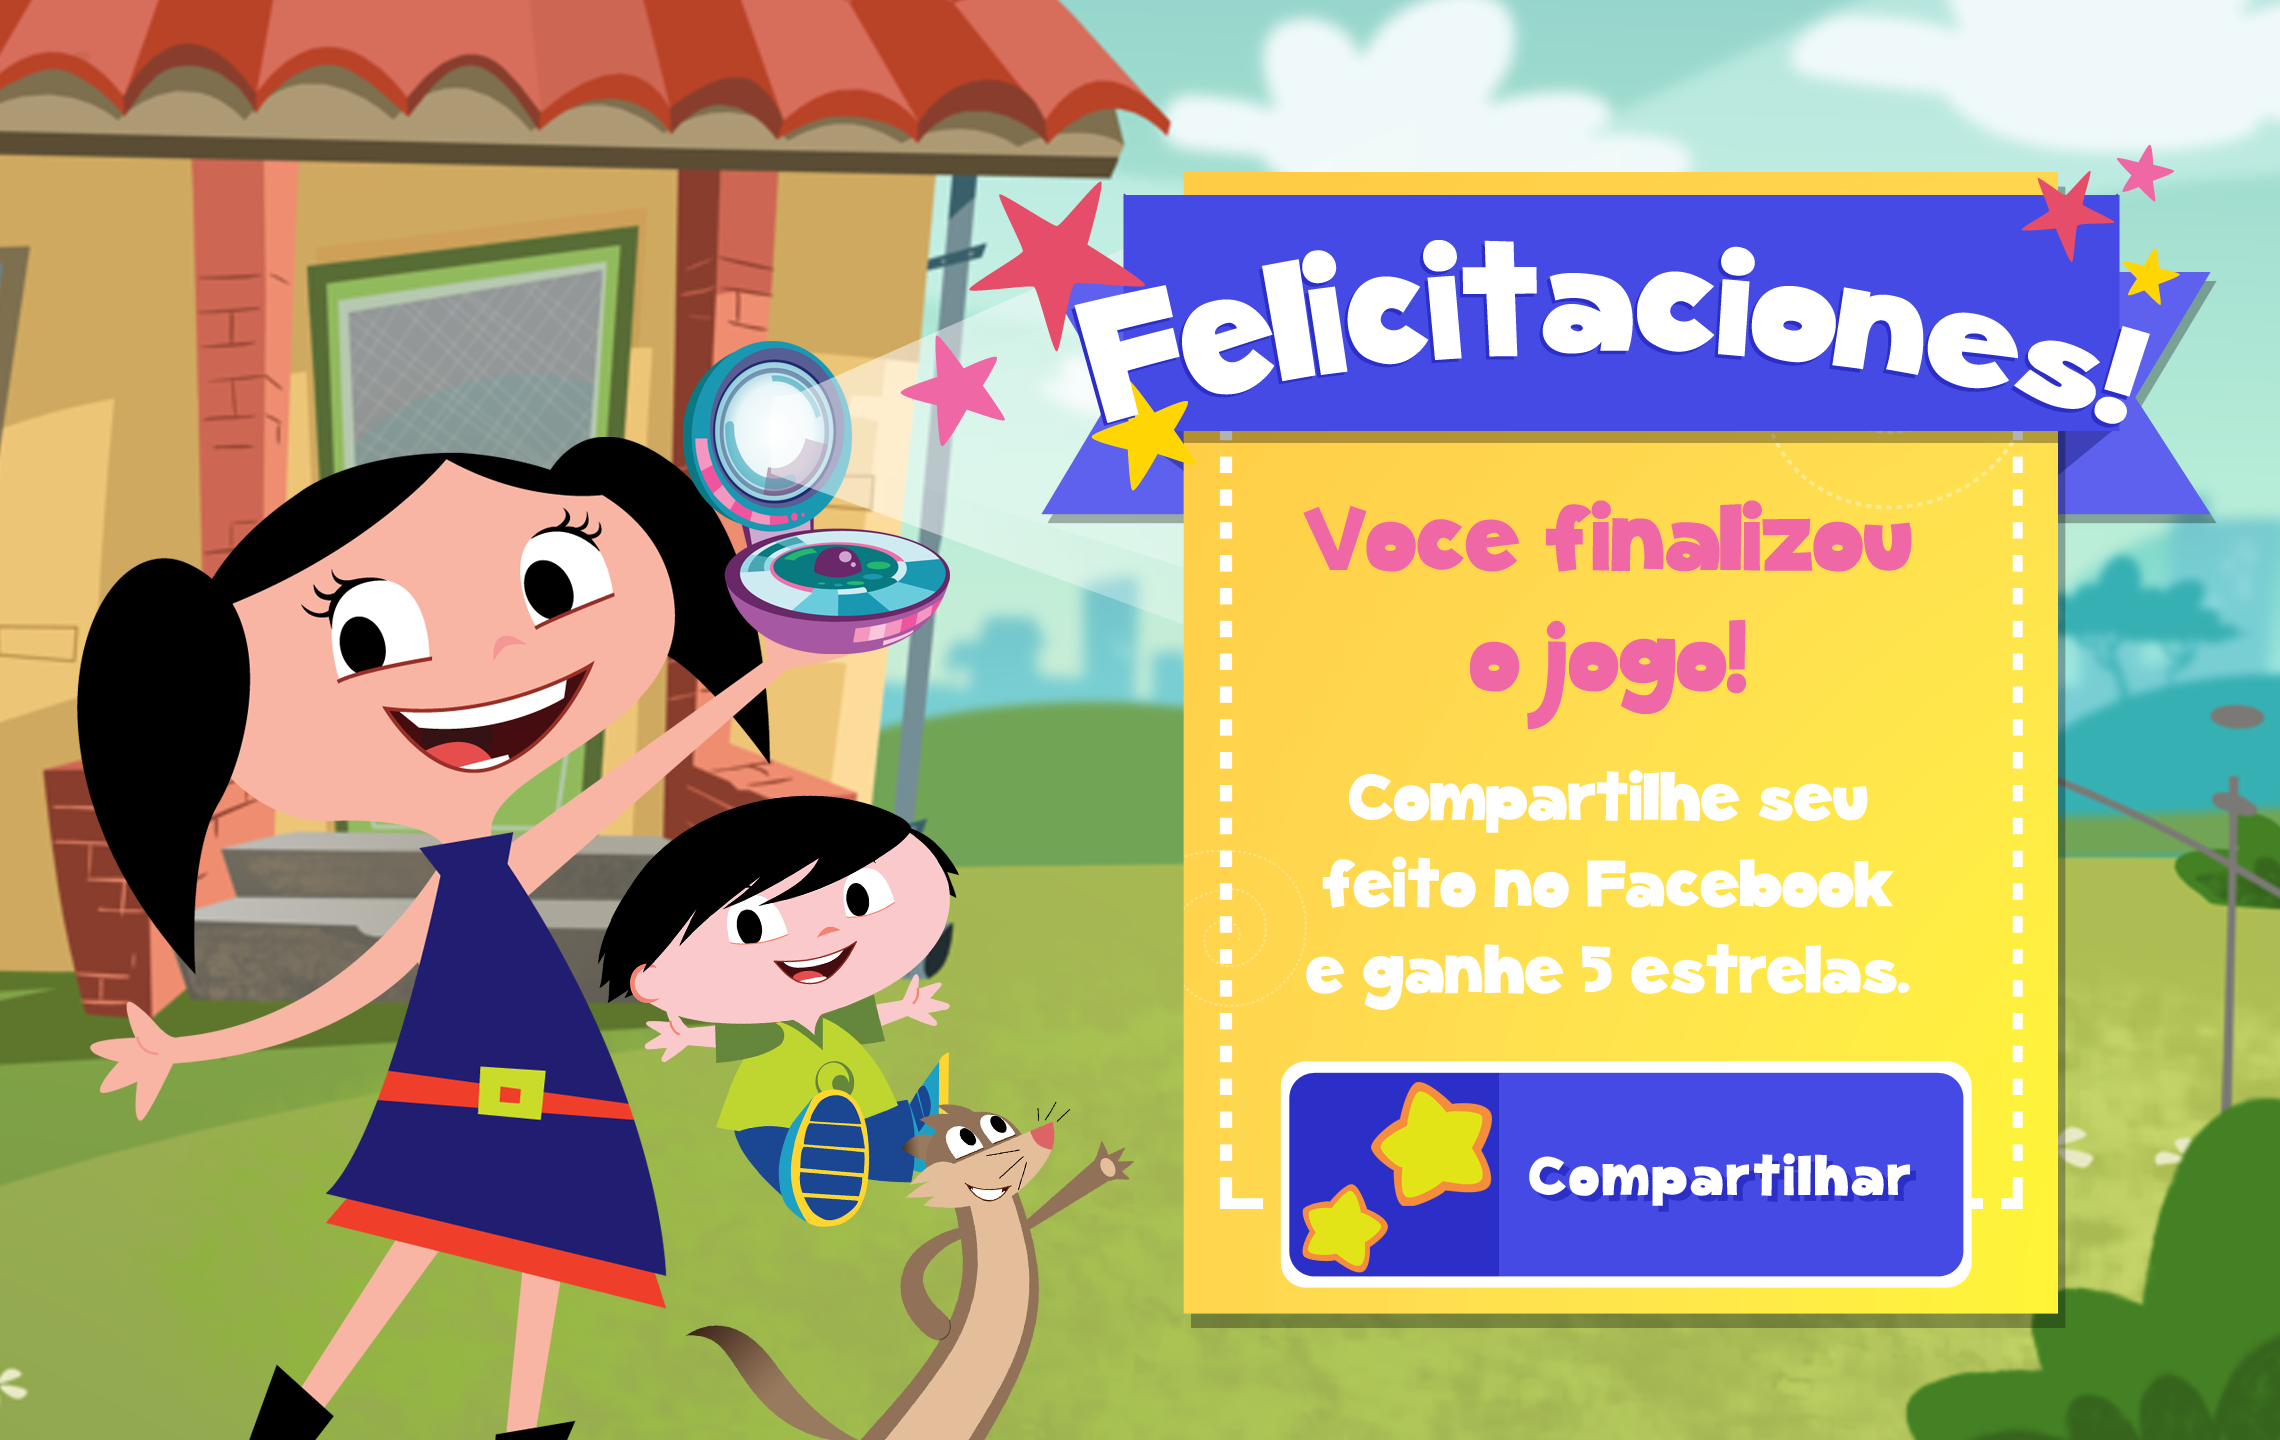 Felicitaciones!
Voce finalizou
o jogo!
Compartilhe seu
feito no Facebook
e ganhe 5 estrelas.
Compartilhar